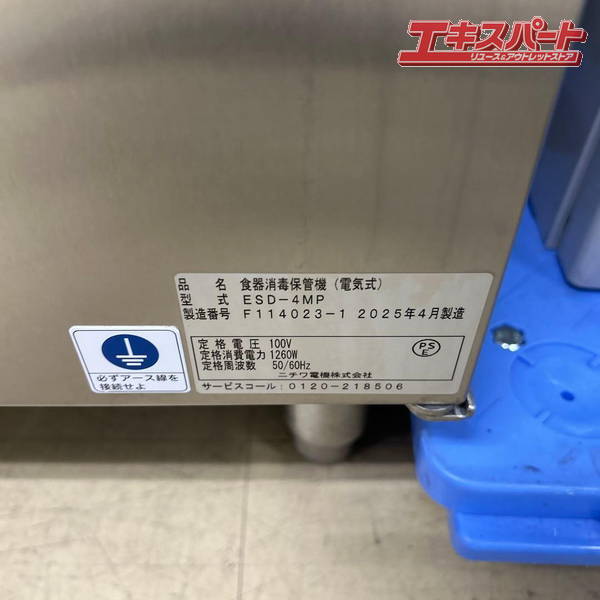 エキスパート
リユース&アウトレットストア
品名 食器消毒保管機（電気式）
型式 ESD-4MP
製造番号 F114023-1 2025年4月製造
定格電圧 100V
定格消費電力 1260W
定格周波数 50/60Hz
PSE
ニチワ電機株式会社
サービスコール：0120-218506
必ずアース線を
接続せよ